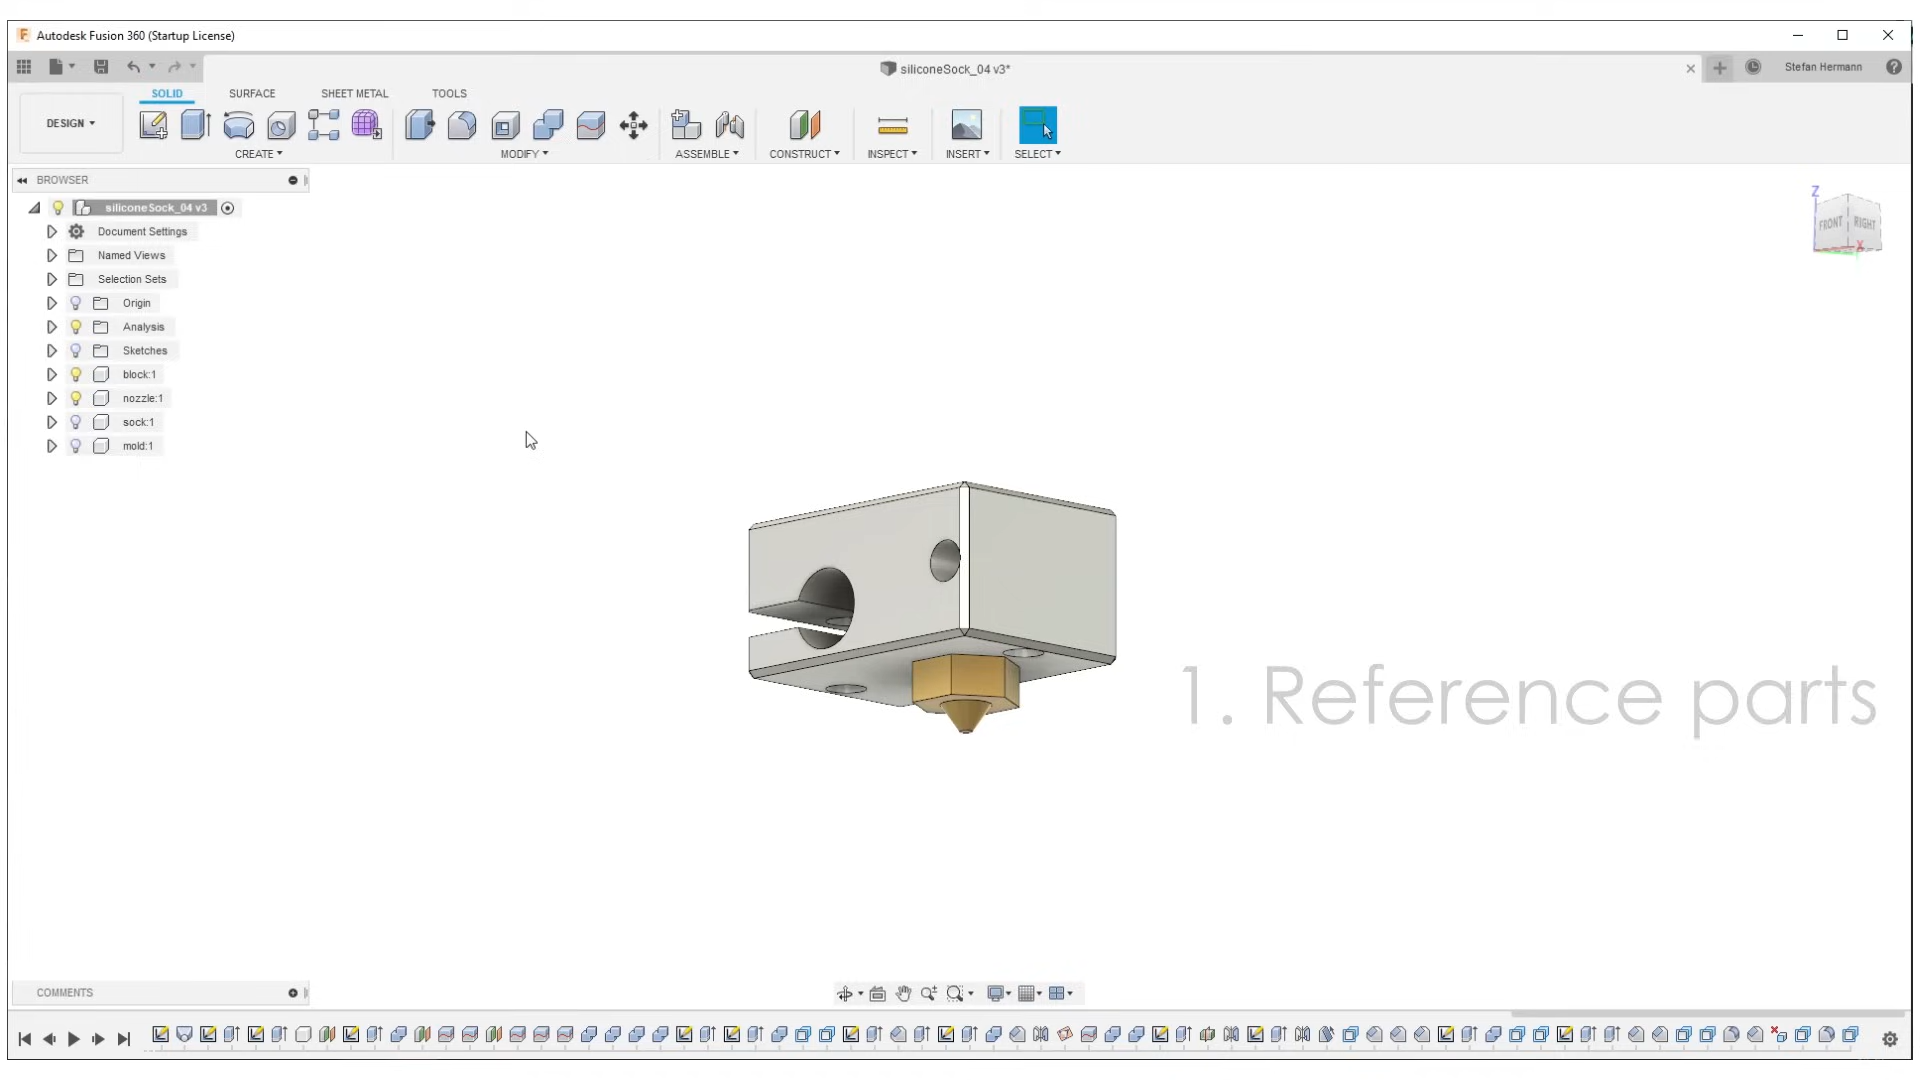 Autodesk Fusion 360 (Startup License)
siliconeSock_04 v3*
Stefan Hermann
SOLID SURFACE SHEET METAL TOOLS
DESIGN
CREATE MODIFY ASSEMBLE CONSTRUCT INSPECT INSERT SELECT
BROWSER
siliconeSock_04 v3
Document Settings
Named Views
Selection Sets
Origin
Analysis
Sketches
block:1
nozzle:1
sock:1
mold:1
Z
FRONT RIGHT
X
1. Reference parts
COMMENTS